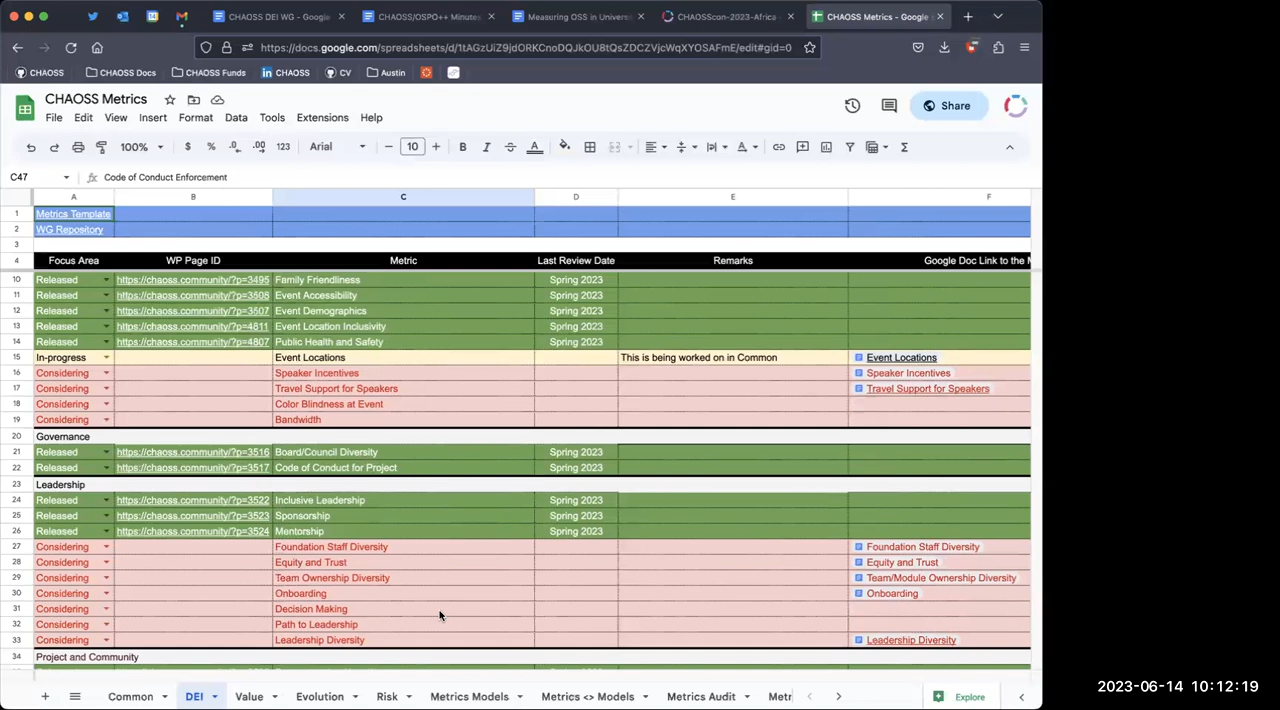 CHAOSS DEI WG - Google CHAOSS/OSPO++ Minutes Measuring OSS in Univers CHAOSScon-2023-Africa - CHAOSS Metrics - Google
https://docs.google.com/spreadsheets/d/1tAGzUiZ9jdORKCnoDQJkOU8tQsZDCZVjcWqXYOSAFmE/edit#gid=0
CHAOSS CHAOSS Docs CHAOSS Funds CHAOSS CV Austin
CHAOSS Metrics
File Edit View Insert Format Data Tools Extensions Help
Share
100% $ % .0 .00 123 Arial 10 B I A
C47 fx Code of Conduct Enforcement
A B C D E F
1 Metrics Template
2 WG Repository
3
4 Focus Area WP Page ID Metric Last Review Date Remarks Google Doc Link to the M
10 Released https://chaoss.community/?p=3495 Family Friendliness Spring 2023
11 Released https://chaoss.community/?p=3508 Event Accessibility Spring 2023
12 Released https://chaoss.community/?p=3507 Event Demographics Spring 2023
13 Released https://chaoss.community/?p=4811 Event Location Inclusivity Spring 2023
14 Released https://chaoss.community/?p=4807 Public Health and Safety Spring 2023
15 In-progress Event Locations This is being worked on in Common Event Locations
16 Considering Speaker Incentives Speaker Incentives
17 Considering Travel Support for Speakers Travel Support for Speakers
18 Considering Color Blindness at Event
19 Considering Bandwidth
20 Governance
21 Released https://chaoss.community/?p=3516 Board/Council Diversity Spring 2023
22 Released https://chaoss.community/?p=3517 Code of Conduct for Project Spring 2023
23 Leadership
24 Released https://chaoss.community/?p=3522 Inclusive Leadership Spring 2023
25 Released https://chaoss.community/?p=3523 Sponsorship Spring 2023
26 Released https://chaoss.community/?p=3524 Mentorship Spring 2023
27 Considering Foundation Staff Diversity Foundation Staff Diversity
28 Considering Equity and Trust Equity and Trust
29 Considering Team Ownership Diversity Team/Module Ownership Diversity
30 Considering Onboarding Onboarding
31 Considering Decision Making
32 Considering Path to Leadership
33 Considering Leadership Diversity Leadership Diversity
34 Project and Community
Common DEI Value Evolution Risk Metrics Models Metrics <> Models Metrics Audit Metri Explore
2023-06-14 10:12:19